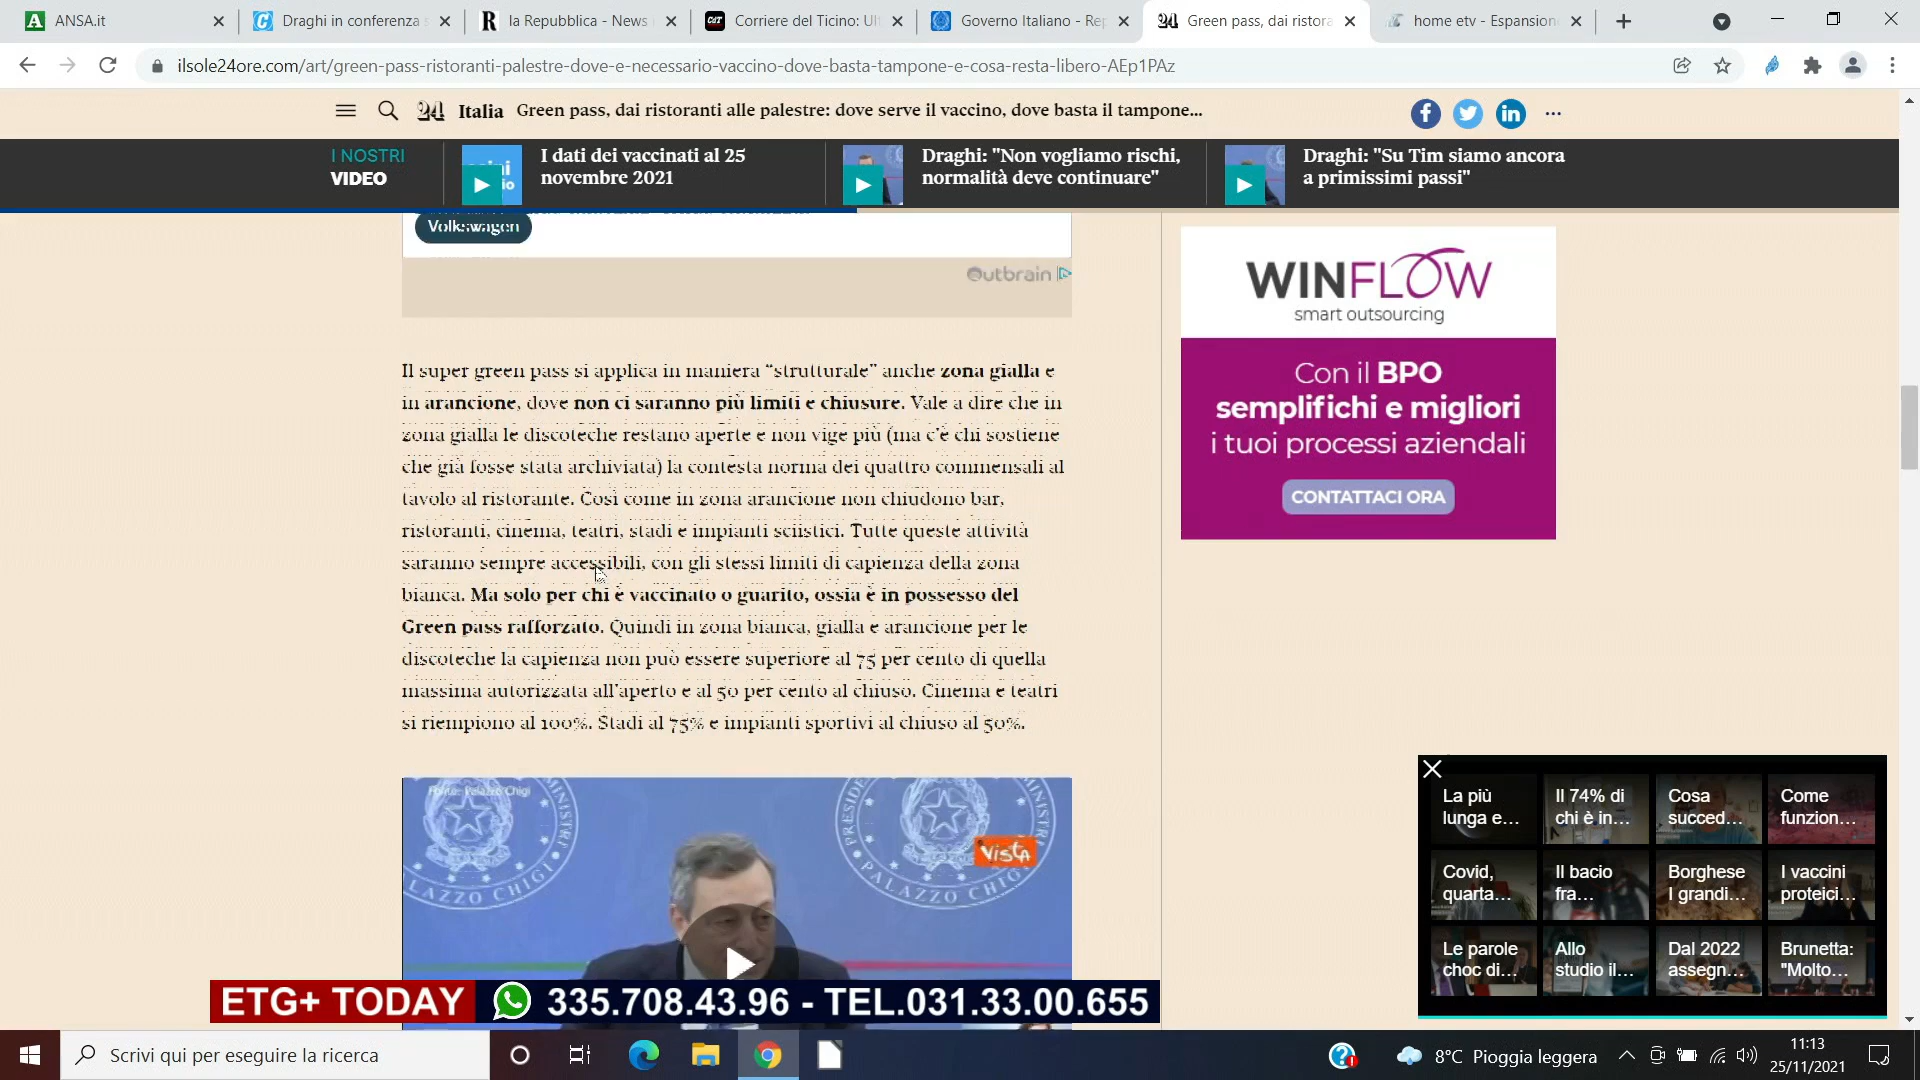 ANSA.it
Draghi in conferenza s
la Repubblica - News
Corriere del Ticino: Ult
Governo Italiano - Rep
Green pass, dai ristora
home etv - Espansion
ilsole24ore.com/art/green-pass-ristoranti-palestre-dove-e-necessario-vaccino-dove-basta-tampone-e-cosa-resta-libero-AEp1PAz
24 Italia Green pass, dai ristoranti alle palestre: dove serve il vaccino, dove basta il tampone...
I NOSTRI
VIDEO
I dati dei vaccinati al 25
novembre 2021
Draghi: "Non vogliamo rischi,
normalità deve continuare"
Draghi: "Su Tim siamo ancora
a primissimi passi"
Volkswagen
Outbrain
Il super green pass si applica in maniera “strutturale” anche zona gialla e
in arancione, dove non ci saranno più limiti e chiusure. Vale a dire che in
zona gialla le discoteche restano aperte e non vige più (ma c’è chi sostiene
che già fosse stata archiviata) la contesta norma dei quattro commensali al
tavolo al ristorante. Così come in zona arancione non chiudono bar,
ristoranti, cinema, teatri, stadi e impianti sciistici. Tutte queste attività
saranno sempre accessibili, con gli stessi limiti di capienza della zona
bianca. Ma solo per chi è vaccinato o guarito, ossia è in possesso del
Green pass rafforzato. Quindi in zona bianca, gialla e arancione per le
discoteche la capienza non può essere superiore al 75 per cento di quella
massima autorizzata all’aperto e al 50 per cento al chiuso. Cinema e teatri
si riempiono al 100%. Stadi al 75% e impianti sportivi al chiuso al 50%.
WINFLOW
smart outsourcing
Con il BPO
semplifichi e migliori
i tuoi processi aziendali
CONTATTACI ORA
Fonte: Palazzo Chigi
VISTA
PALAZZO CHIGI
PALAZZO CHIGI
La più
lunga e...
Il 74% di
chi è in...
Cosa
succed...
Come
funzion...
Covid,
quarta...
Il bacio
fra...
Borghese
I grandi...
I vaccini
proteici...
Le parole
choc di...
Allo
studio il...
Dal 2022
assegn...
Brunetta:
"Molto...
ETG+ TODAY 335.708.43.96 - TEL.031.33.00.655
Scrivi qui per eseguire la ricerca
8°C Pioggia leggera
11:13
25/11/2021